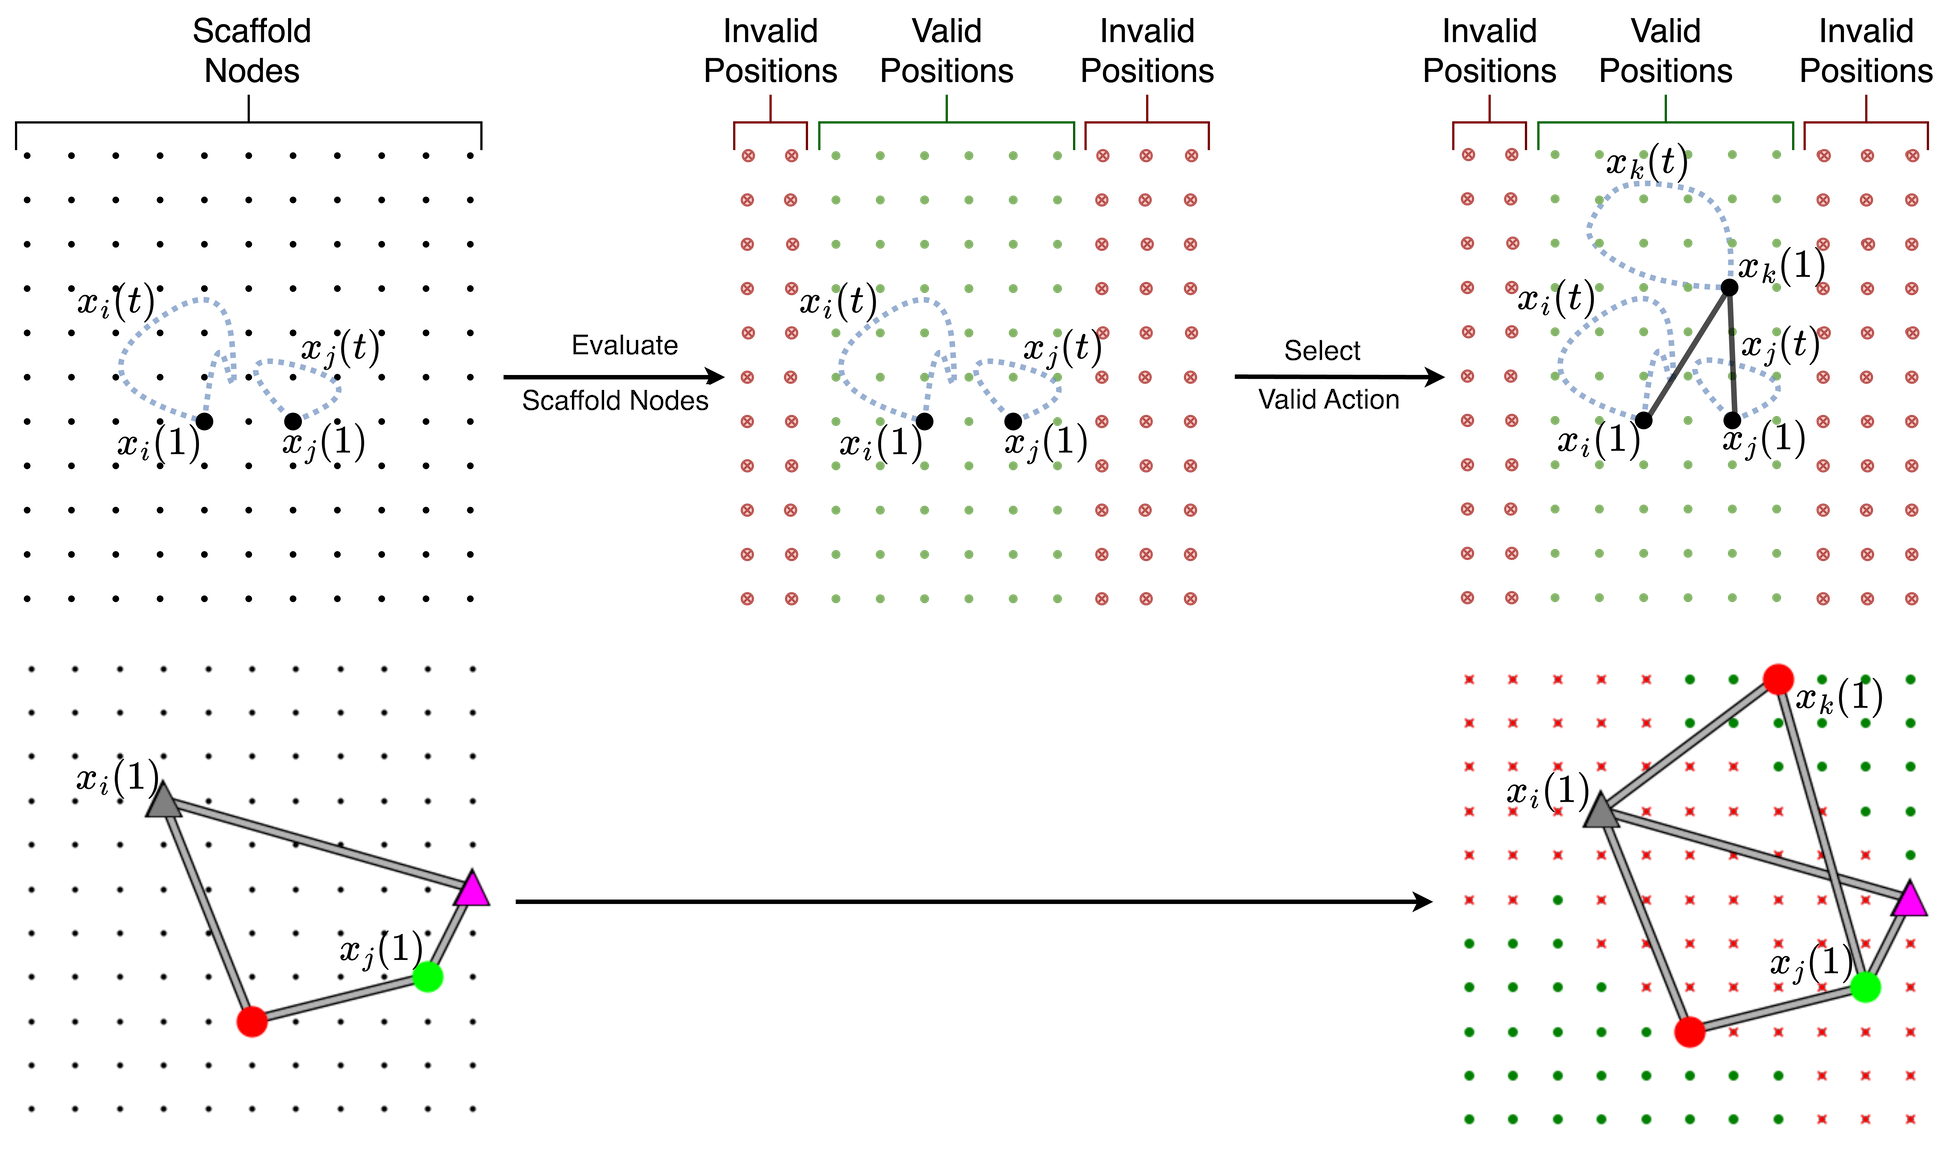 Scaffold
Nodes
Invalid
Positions
Valid
Positions
Invalid
Positions
Invalid
Positions
Valid
Positions
Invalid
Positions
x_i(t)
x_j(t)
x_i(1)
x_j(1)
Evaluate
Scaffold Nodes
x_i(t)
x_j(t)
x_i(1)
x_j(1)
Select
Valid Action
x_k(t)
x_k(1)
x_i(t)
x_j(t)
x_i(1)
x_j(1)
x_i(1)
x_j(1)
x_k(1)
x_i(1)
x_j(1)